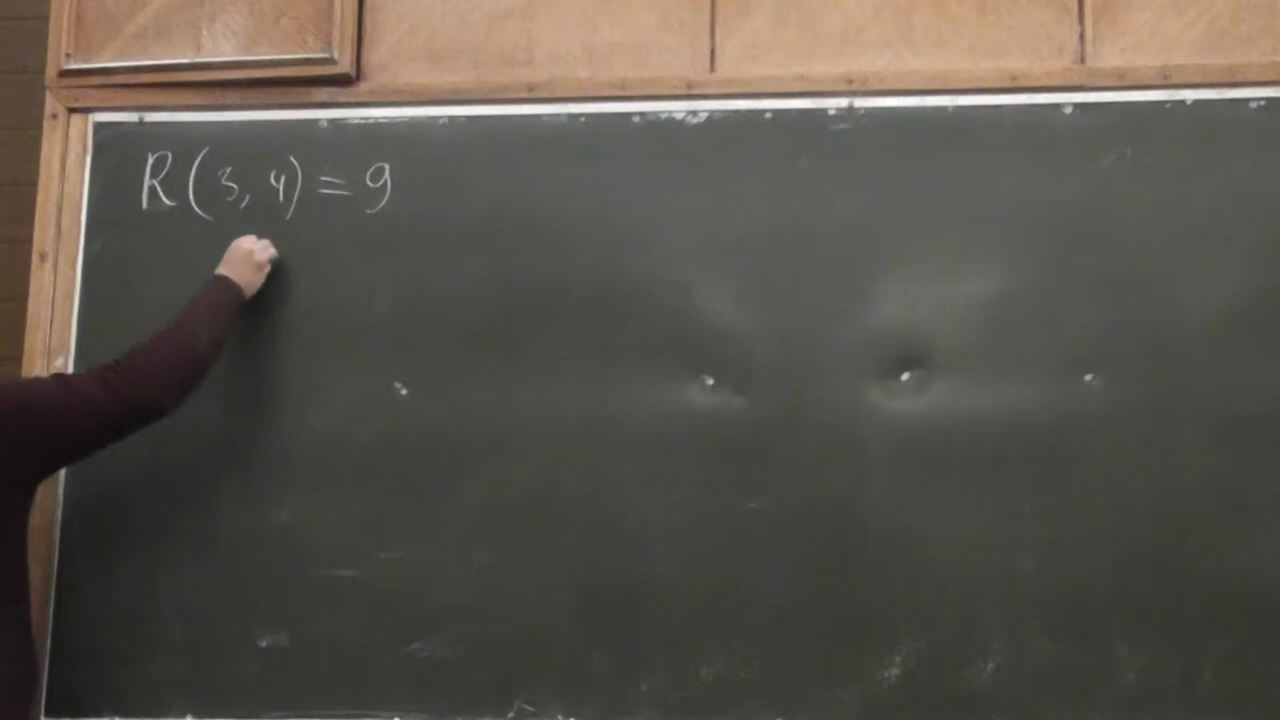 R(3, 4) = 9